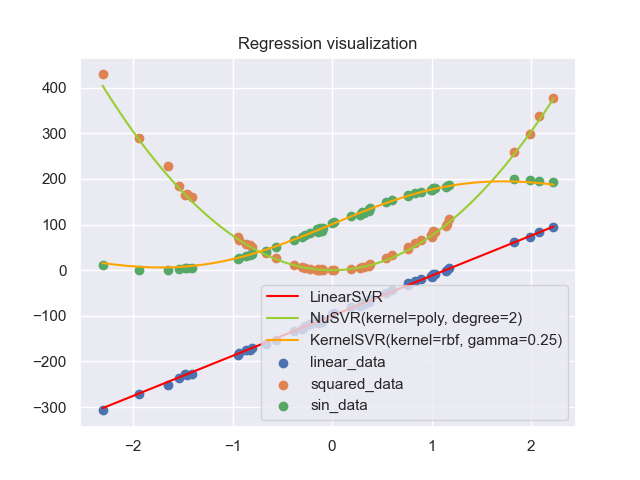 Regression visualization
400
300
200
100
0
−100
−200
−300
LinearSVR
NuSVR(kernel=poly, degree=2)
KernelSVR(kernel=rbf, gamma=0.25)
linear_data
squared_data
sin_data
−2 −1 0 1 2